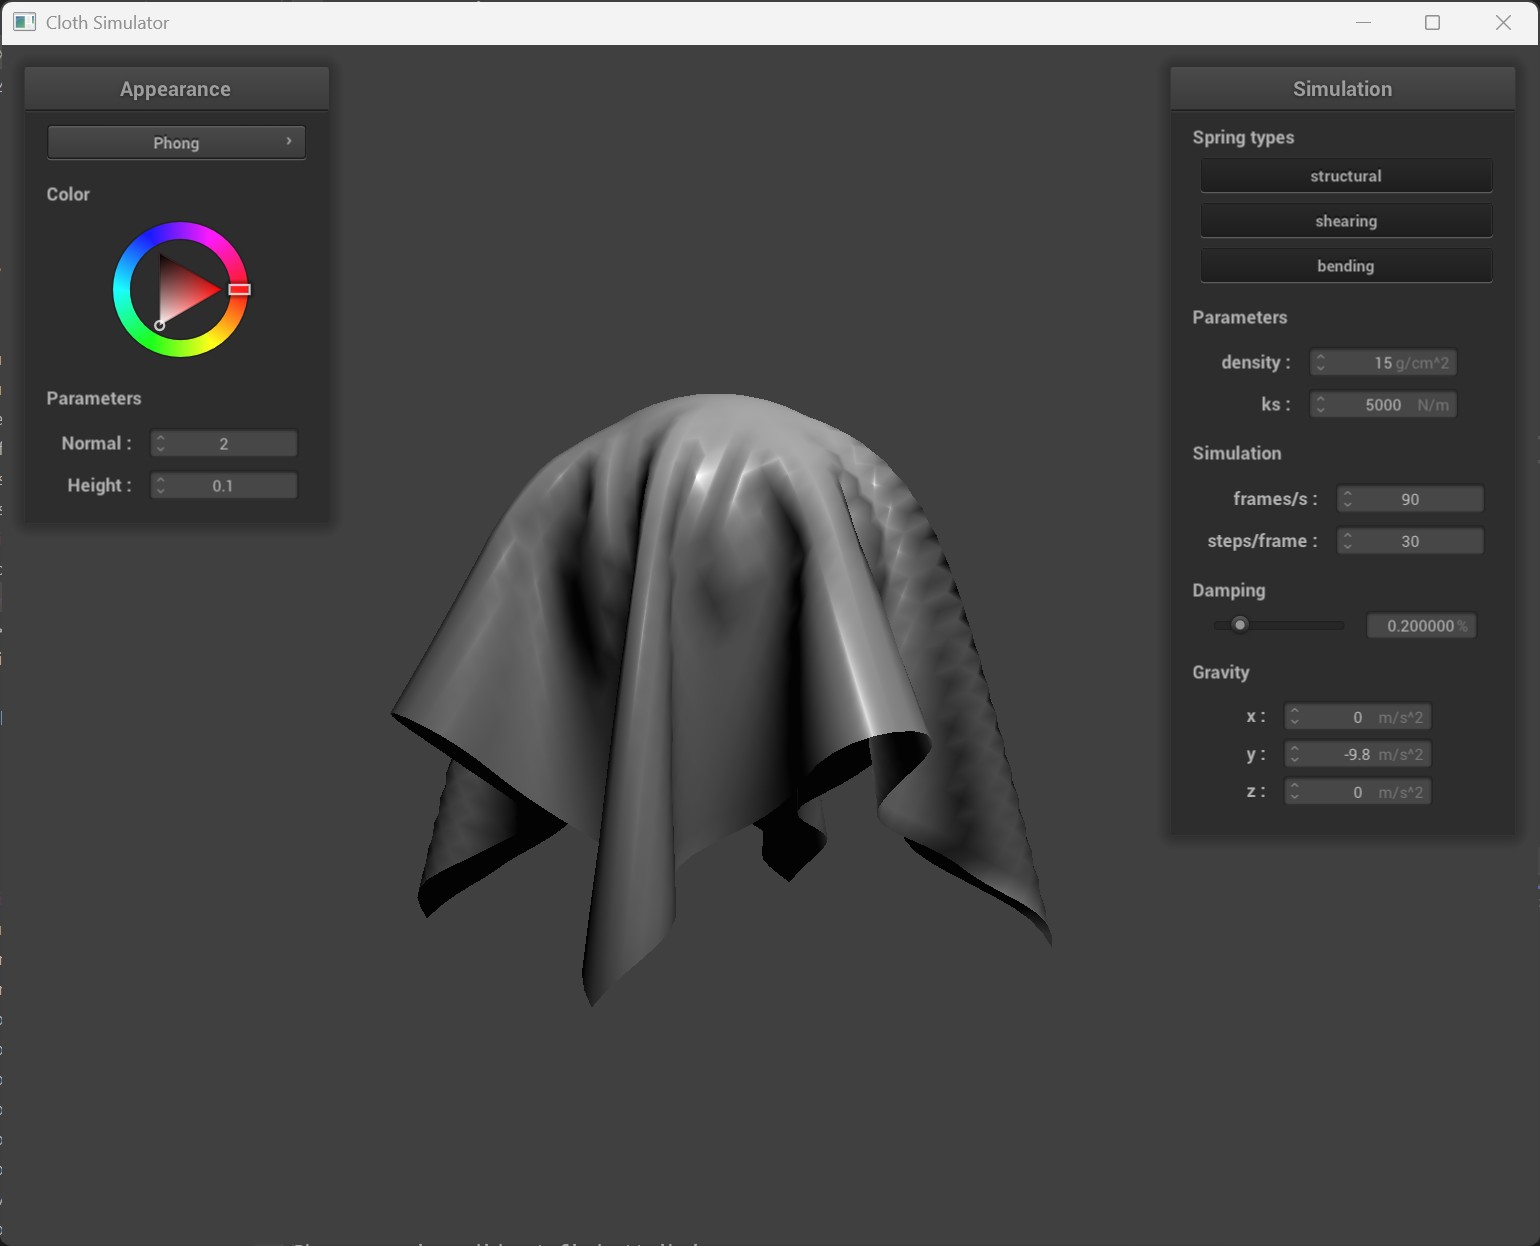 Cloth Simulator
Appearance
Phong
Color
Parameters
Normal : 2
Height : 0.1
Simulation
Spring types
structural
shearing
bending
Parameters
density : 15 g/cm^2
ks : 5000 N/m
Simulation
frames/s : 90
steps/frame : 30
Damping
0.200000 %
Gravity
x : 0 m/s^2
y : -9.8 m/s^2
z : 0 m/s^2